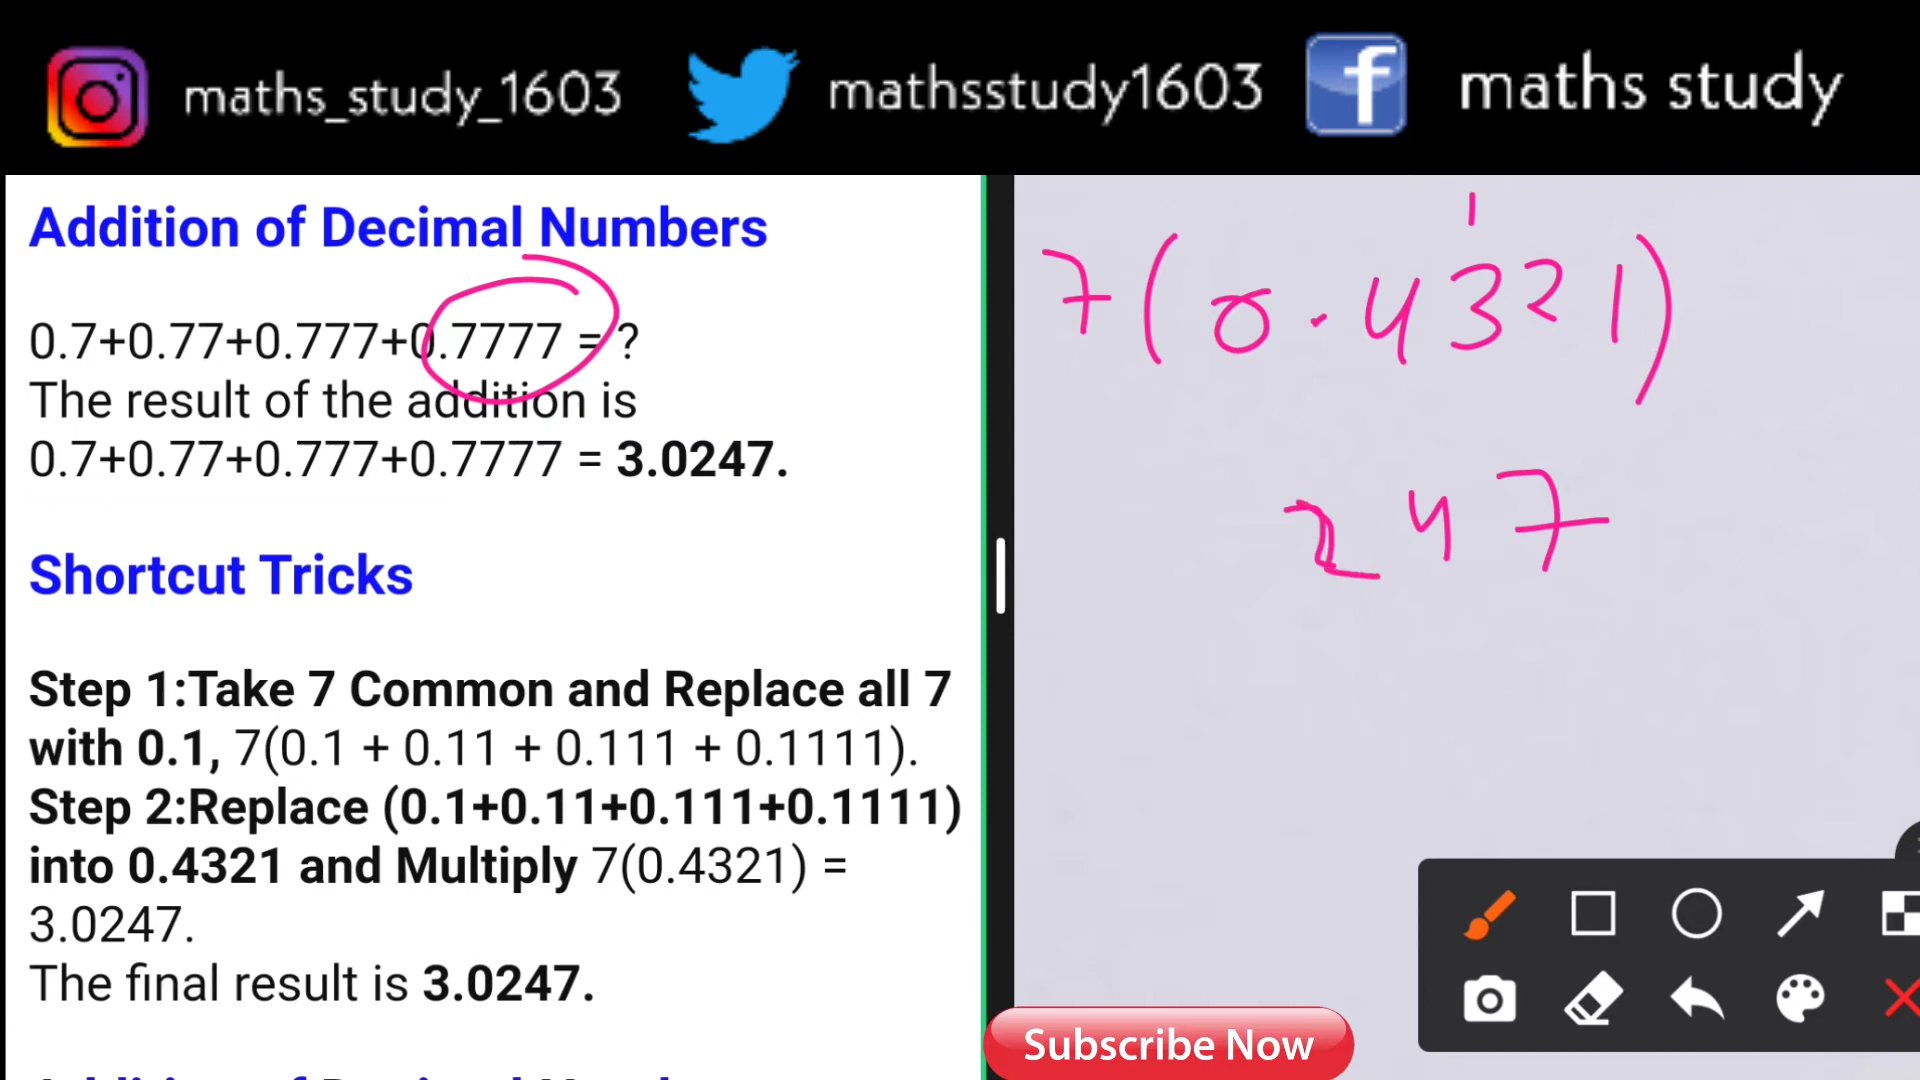 maths_study_1603 mathsstudy1603 maths study
Addition of Decimal Numbers
0.7+0.77+0.777+0.7777 = ?
The result of the addition is
0.7+0.77+0.777+0.7777 = 3.0247.
Shortcut Tricks
Step 1:Take 7 Common and Replace all 7
with 0.1, 7(0.1 + 0.11 + 0.111 + 0.1111).
Step 2:Replace (0.1+0.11+0.111+0.1111)
into 0.4321 and Multiply 7(0.4321) =
3.0247.
The final result is 3.0247.
1
7(0.4321)
247
Subscribe Now